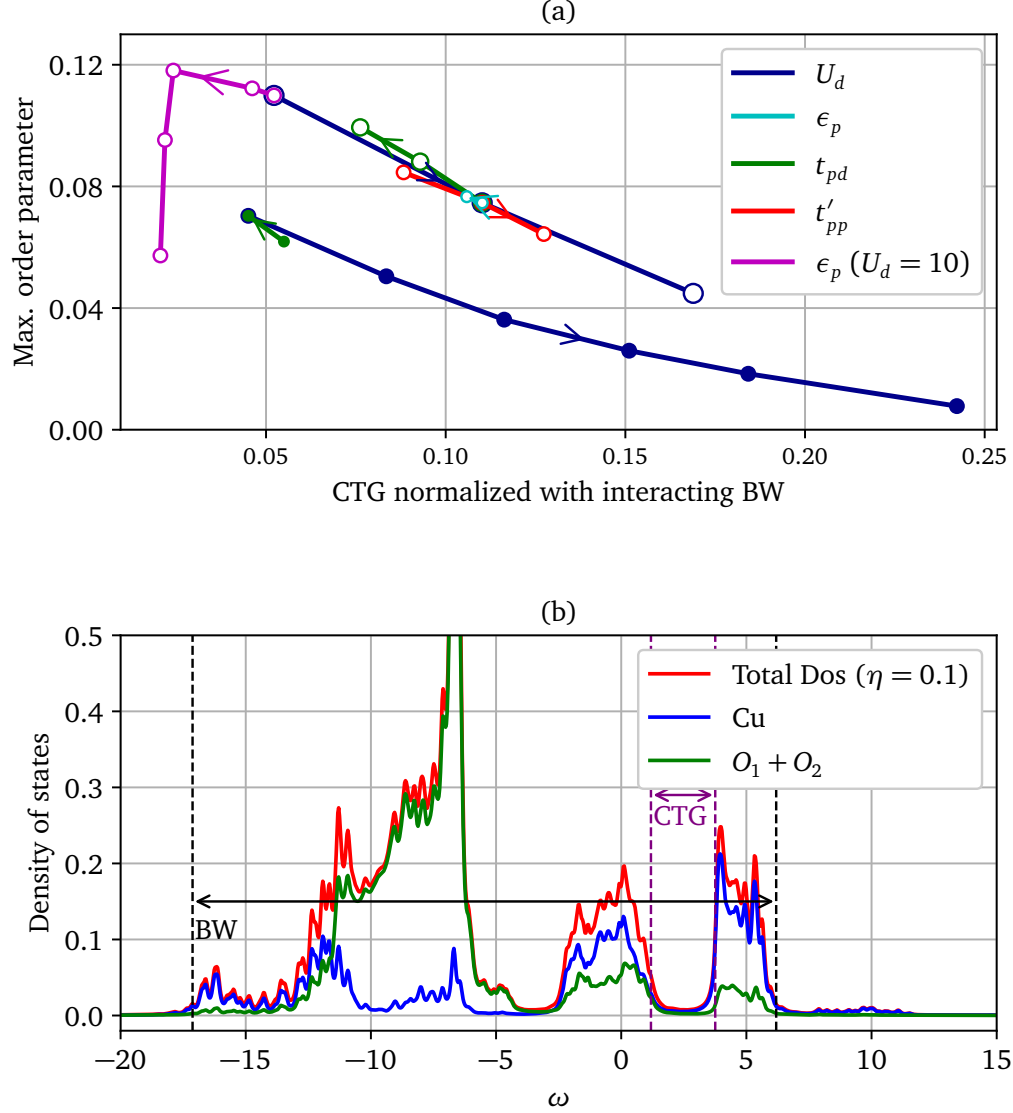 (a)
Max. order parameter
0.12
0.08
0.04
0.00
U_d
ϵ_p
t_{pd}
t′_{pp}
ϵ_p (U_d = 10)
0.05 0.10 0.15 0.20 0.25
CTG normalized with interacting BW
(b)
Density of states
0.5
0.4
0.3
0.2
0.1
0.0
Total Dos (η = 0.1)
Cu
O_1 + O_2
CTG
BW
−20 −15 −10 −5 0 5 10 15
ω